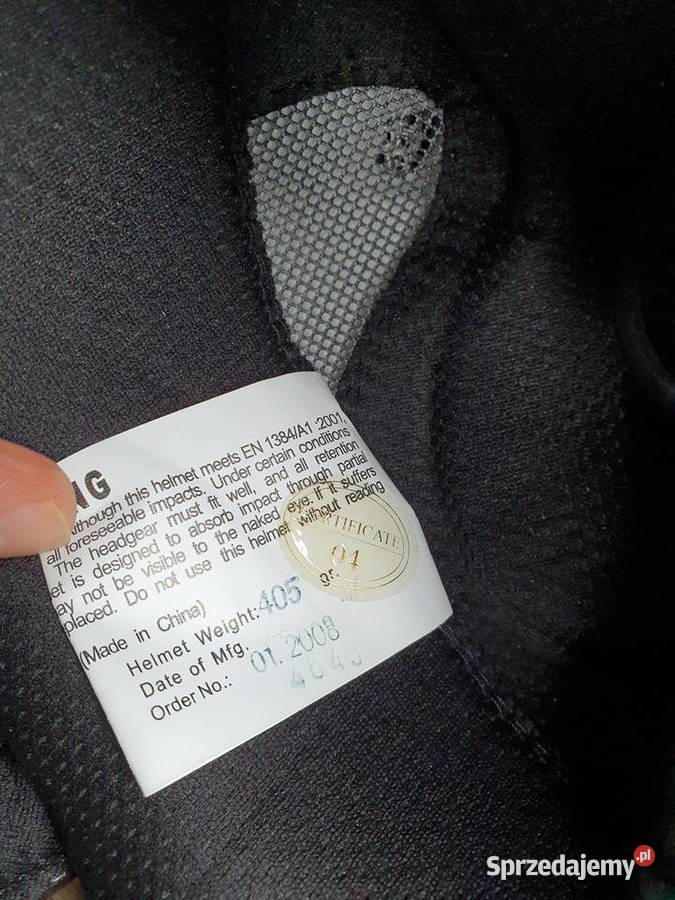 NG
Although this helmet meets EN 1384/A1 :2001,
all foreseeable impacts. Under certain conditions
The headgear must fit well, and all retention
et is designed to absorb impact through partial
ay not be visible to the naked eye. If it suffers
placed. Do not use this helmet without reading
CERTIFICATE
04
(Made in China)
Helmet Weight:405
Date of Mfg. 01.2008
Order No.: 4645
Sprzedajemy.pl